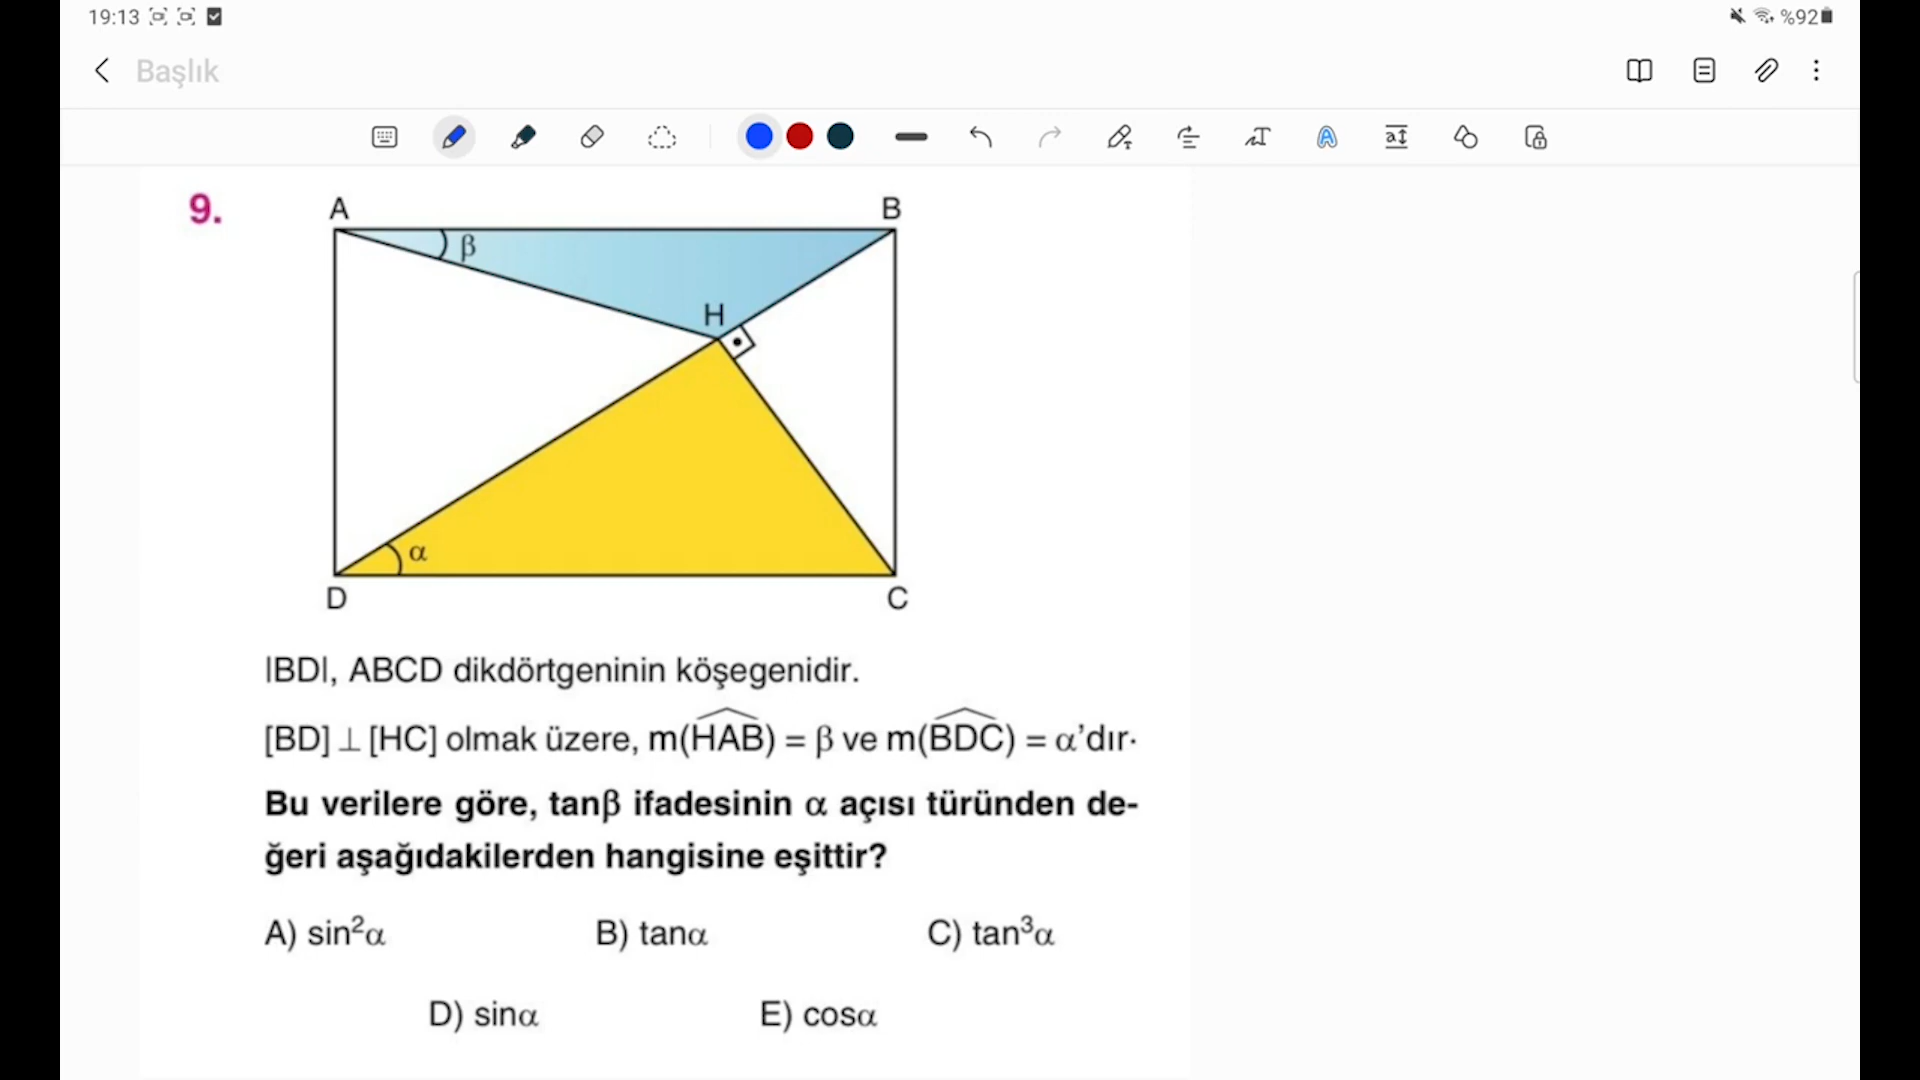 19:13
%92
Başlık
9.
A
B
β
H
α
D
C
|BD|, ABCD dikdörtgeninin köşegenidir.
[BD] ⊥ [HC] olmak üzere, m(HAB) = β ve m(BDC) = α’dır.
Bu verilere göre, tanβ ifadesinin α açısı türünden de-
ğeri aşağıdakilerden hangisine eşittir?
A) sin²α B) tanα C) tan³α
D) sinα E) cosα